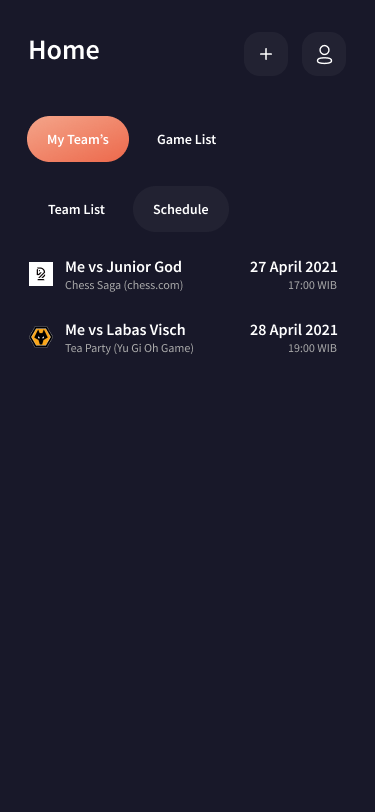 Home
My Team's
Game List
Team List
Schedule
Me vs Junior God
27 April 2021
Chess Saga (chess.com)
17:00 WIB
Me vs Labas Visch
28 April 2021
Tea Party (Yu Gi Oh Game)
19:00 WIB